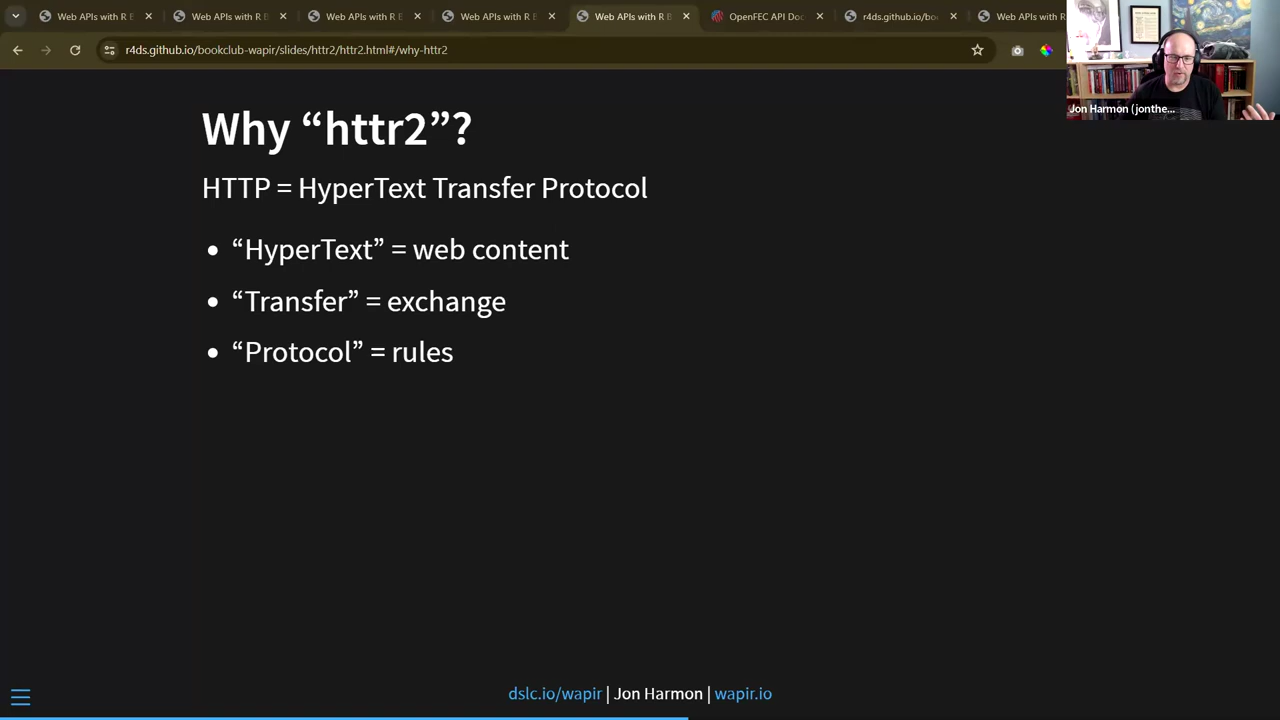 Web APIs with R B
Web APIs with R B
Web APIs with R B
Web APIs with R B
Web APIs with R B
OpenFEC API Doc
r4ds.github.io/bo
Web APIs with R
r4ds.github.io/bookclub-wapir/slides/httr2/httr2.html#/why-httr2
Jon Harmon (jonthe...
Why “httr2”?
HTTP = HyperText Transfer Protocol
• “HyperText” = web content
• “Transfer” = exchange
• “Protocol” = rules
dslc.io/wapir | Jon Harmon | wapir.io